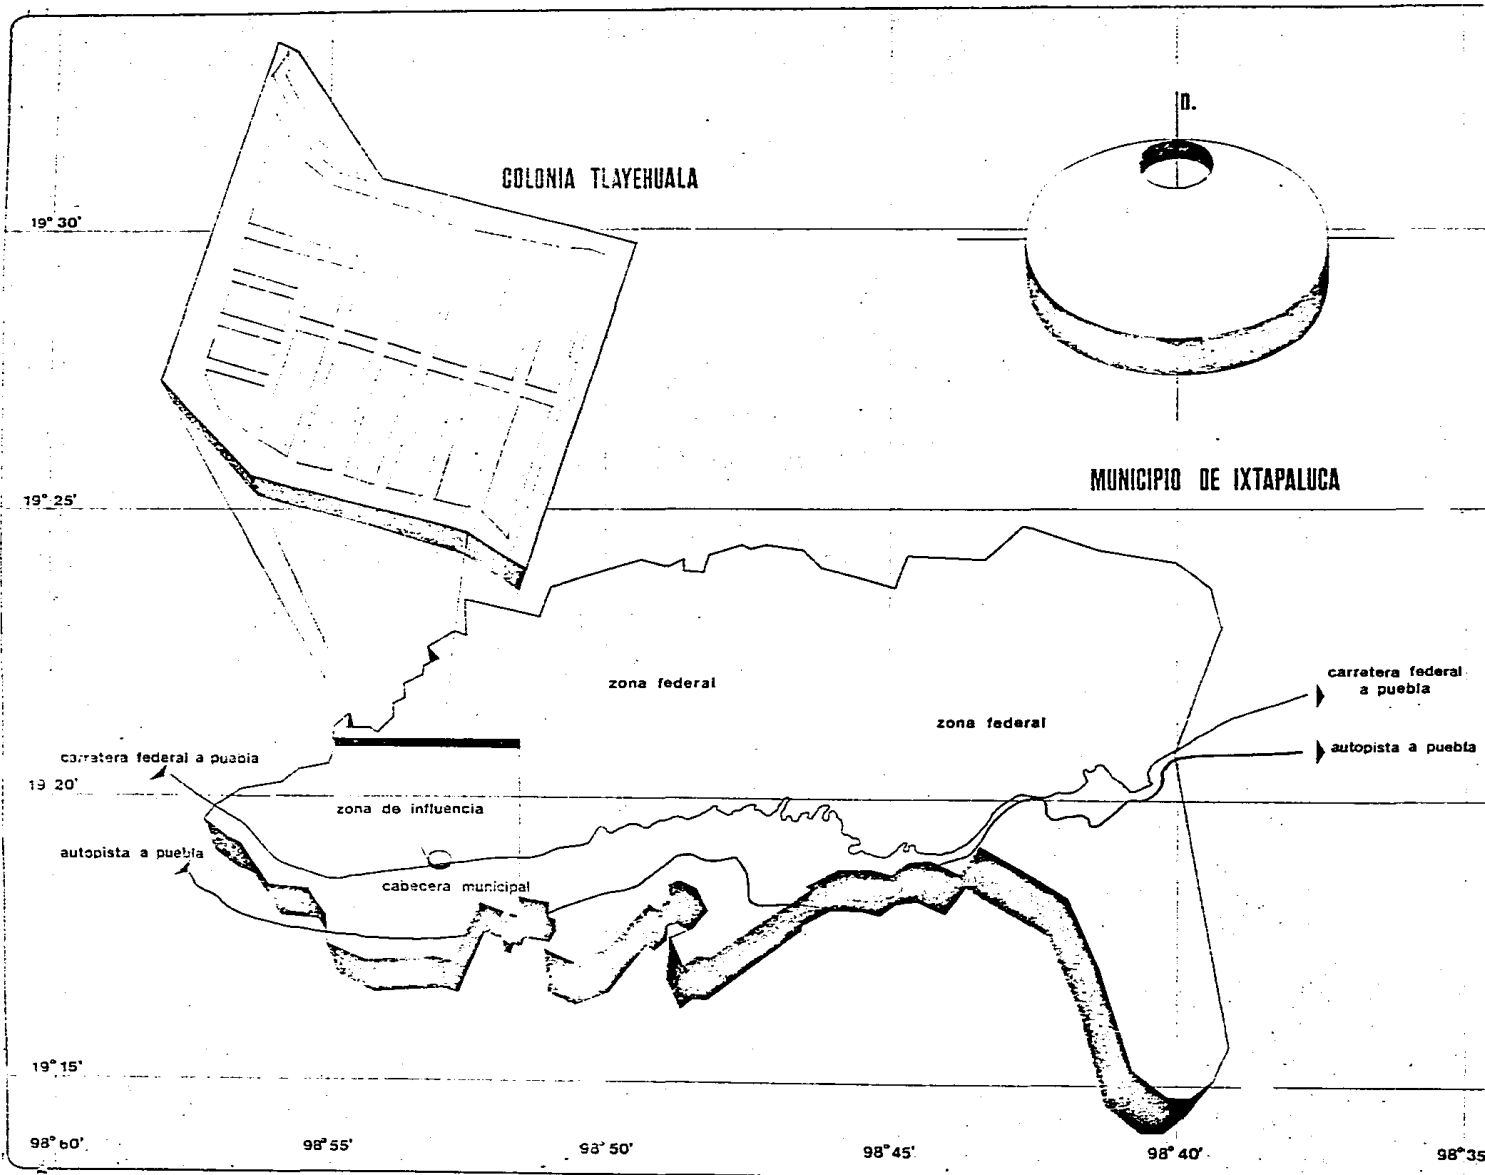 n.
COLONIA TLAYEHUALA
19° 30'
MUNICIPIO DE IXTAPALUCA
19° 25'
zona federal
carretera federal
a puebla
zona federal
autopista a puebla
carretera federal a puebla
19 20'
zona de influencia
autopista a puebla
cabecera municipal
19° 15'
98° 60'
98° 55'
98° 50'
98° 45'
98° 40'
98° 35'